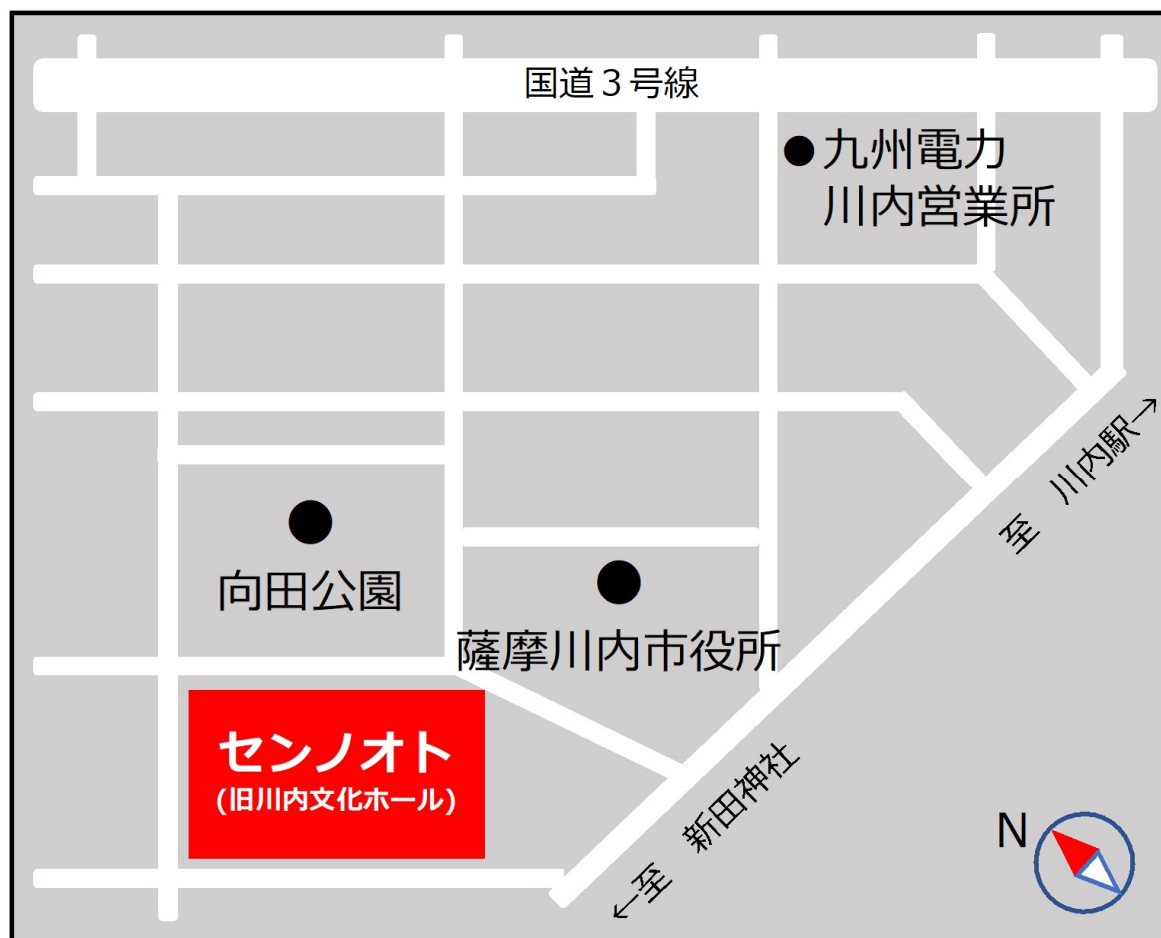 国道３号線
●九州電力
川内営業所
至　川内駅→
向田公園
薩摩川内市役所
センノオト
(旧川内文化ホール)
←至　新田神社
N